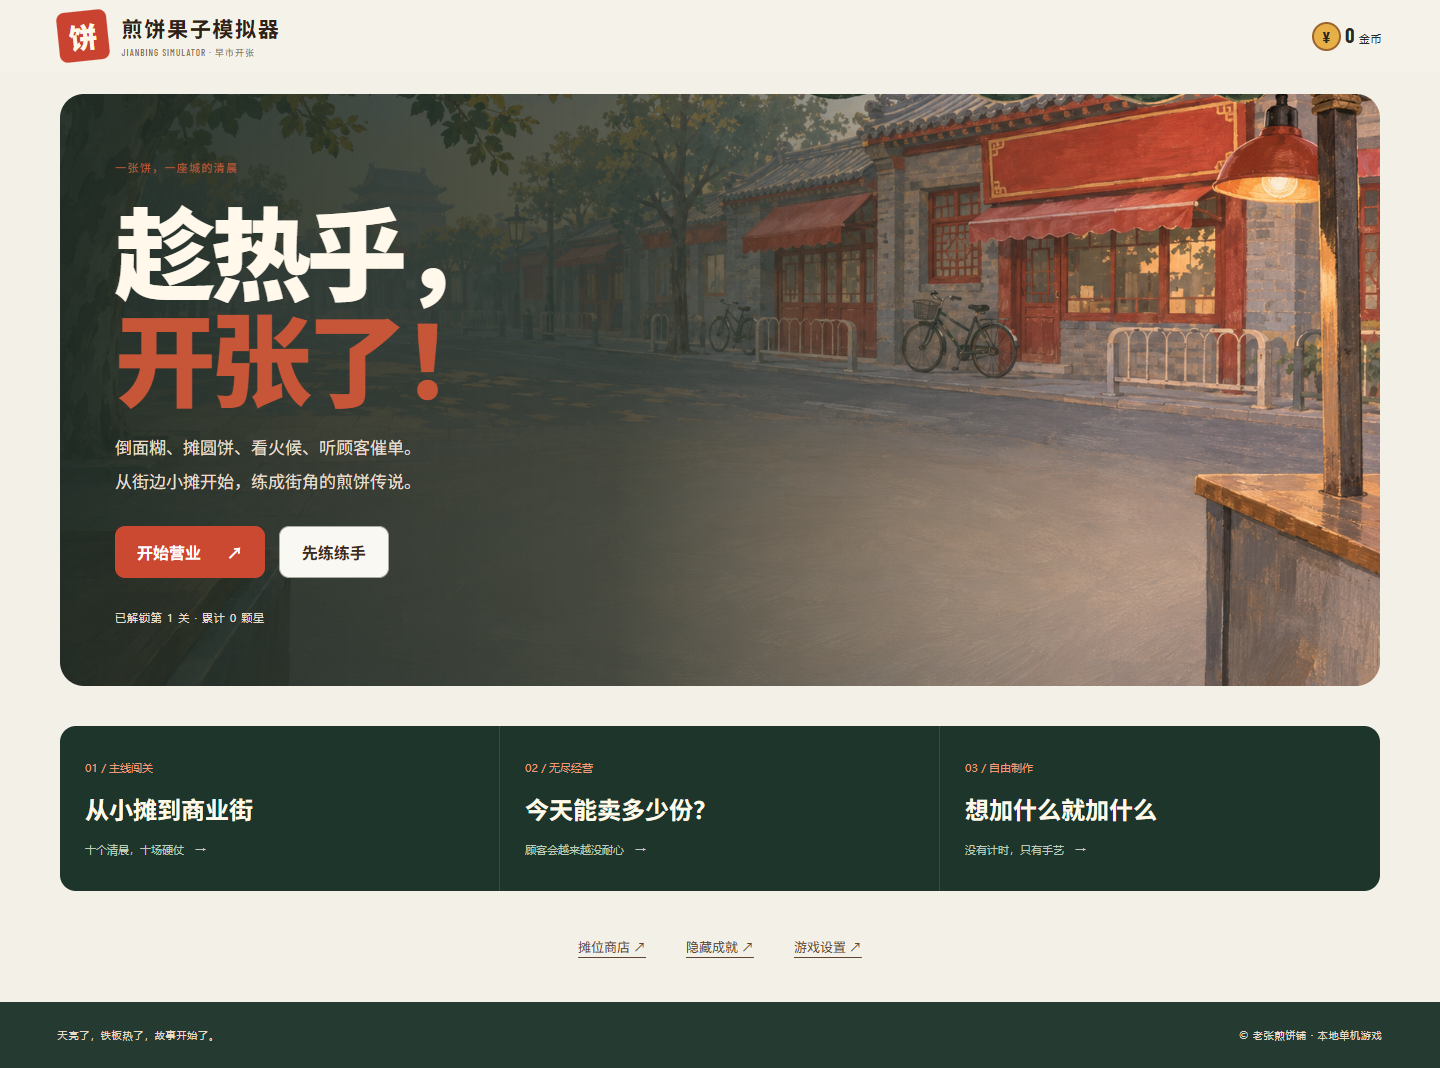 饼
煎饼果子模拟器
JIANBING SIMULATOR · 早市开张
¥ 0 金币
一张饼，一座城的清晨
趁热乎，
开张了！
倒面糊、摊圆饼、看火候、听顾客催单。
从街边小摊开始，练成街角的煎饼传说。
开始营业 ↗
先练练手
已解锁第 1 关 · 累计 0 颗星
01 / 主线闯关
从小摊到商业街
十个清晨，十场硬仗 →
02 / 无尽经营
今天能卖多少份？
顾客会越来越没耐心 →
03 / 自由制作
想加什么就加什么
没有计时，只有手艺 →
摊位商店 ↗
隐藏成就 ↗
游戏设置 ↗
天亮了，铁板热了，故事开始了。
© 老张煎饼铺 · 本地单机游戏